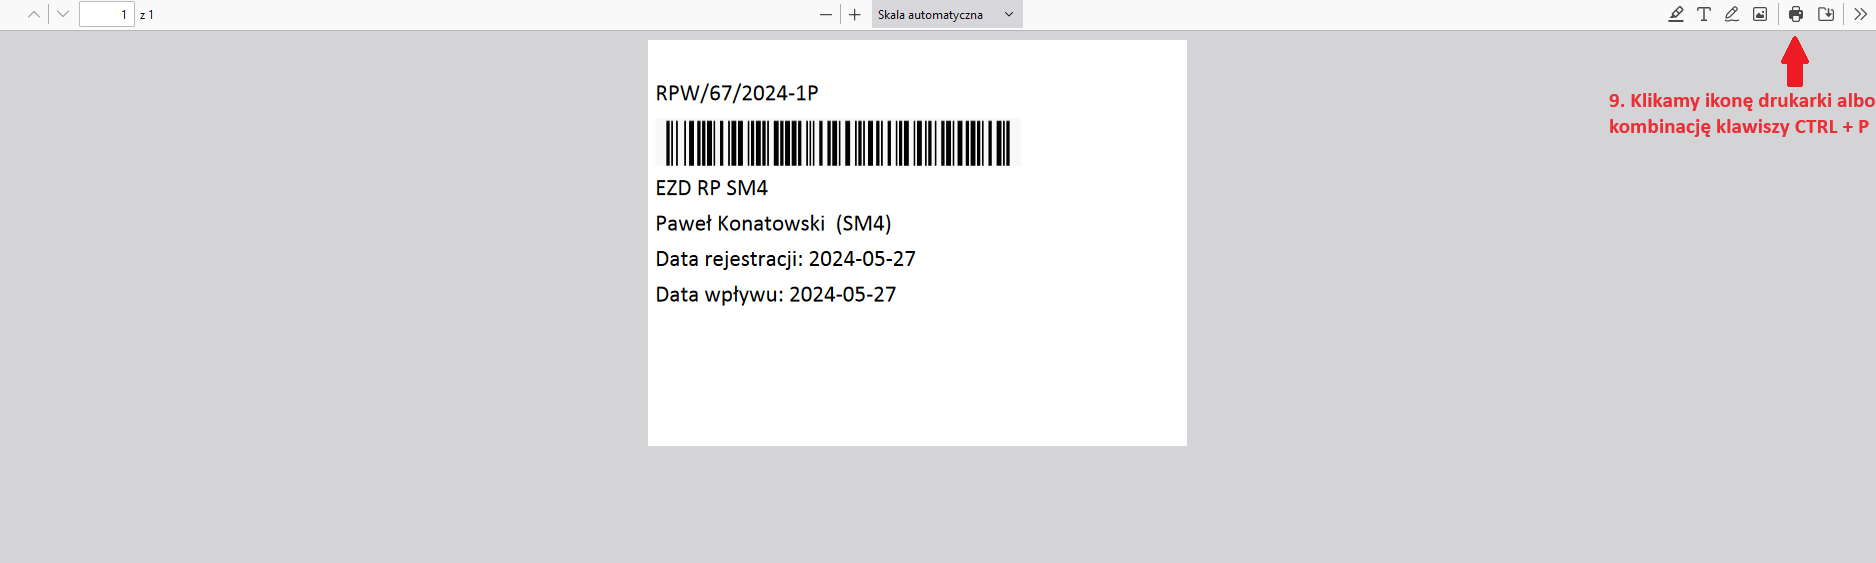 1 z 1
Skala automatyczna
RPW/67/2024-1P
EZD RP SM4
Paweł Konatowski (SM4)
Data rejestracji: 2024-05-27
Data wpływu: 2024-05-27
9. Klikamy ikonę drukarki albo
kombinację klawiszy CTRL + P